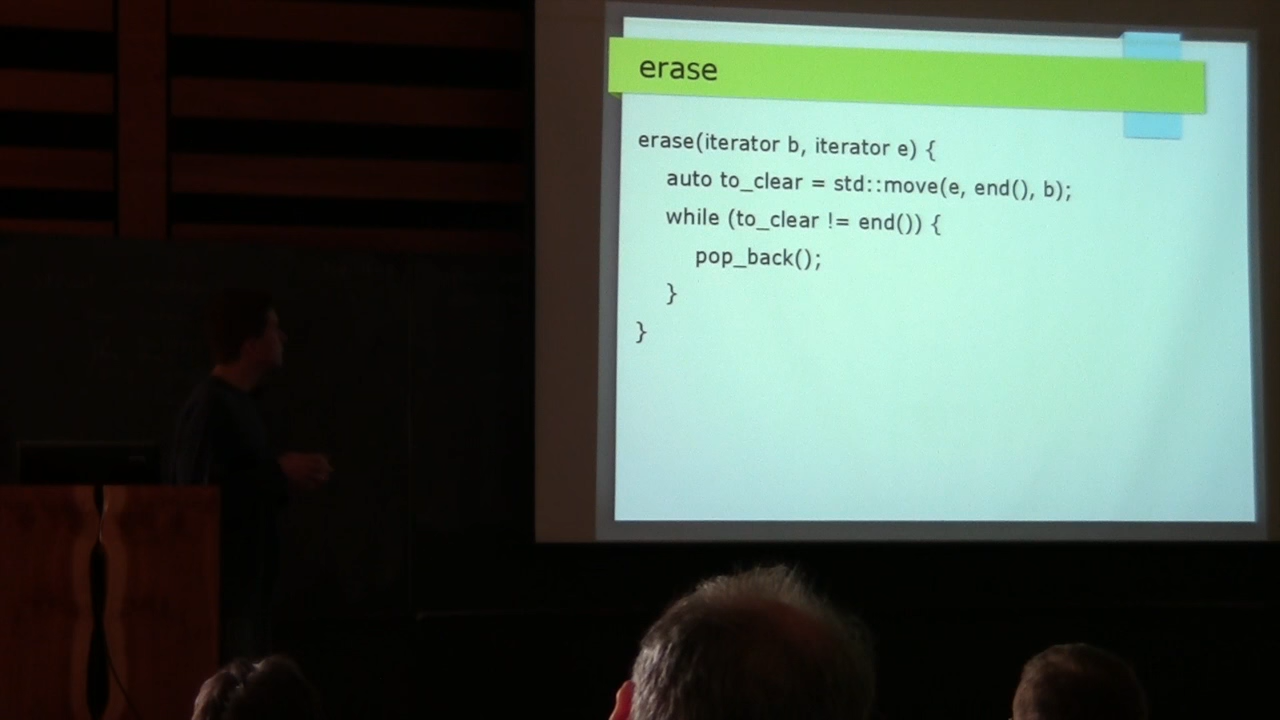 erase
erase(iterator b, iterator e) {
auto to_clear = std::move(e, end(), b);
while (to_clear != end()) {
pop_back();
}
}